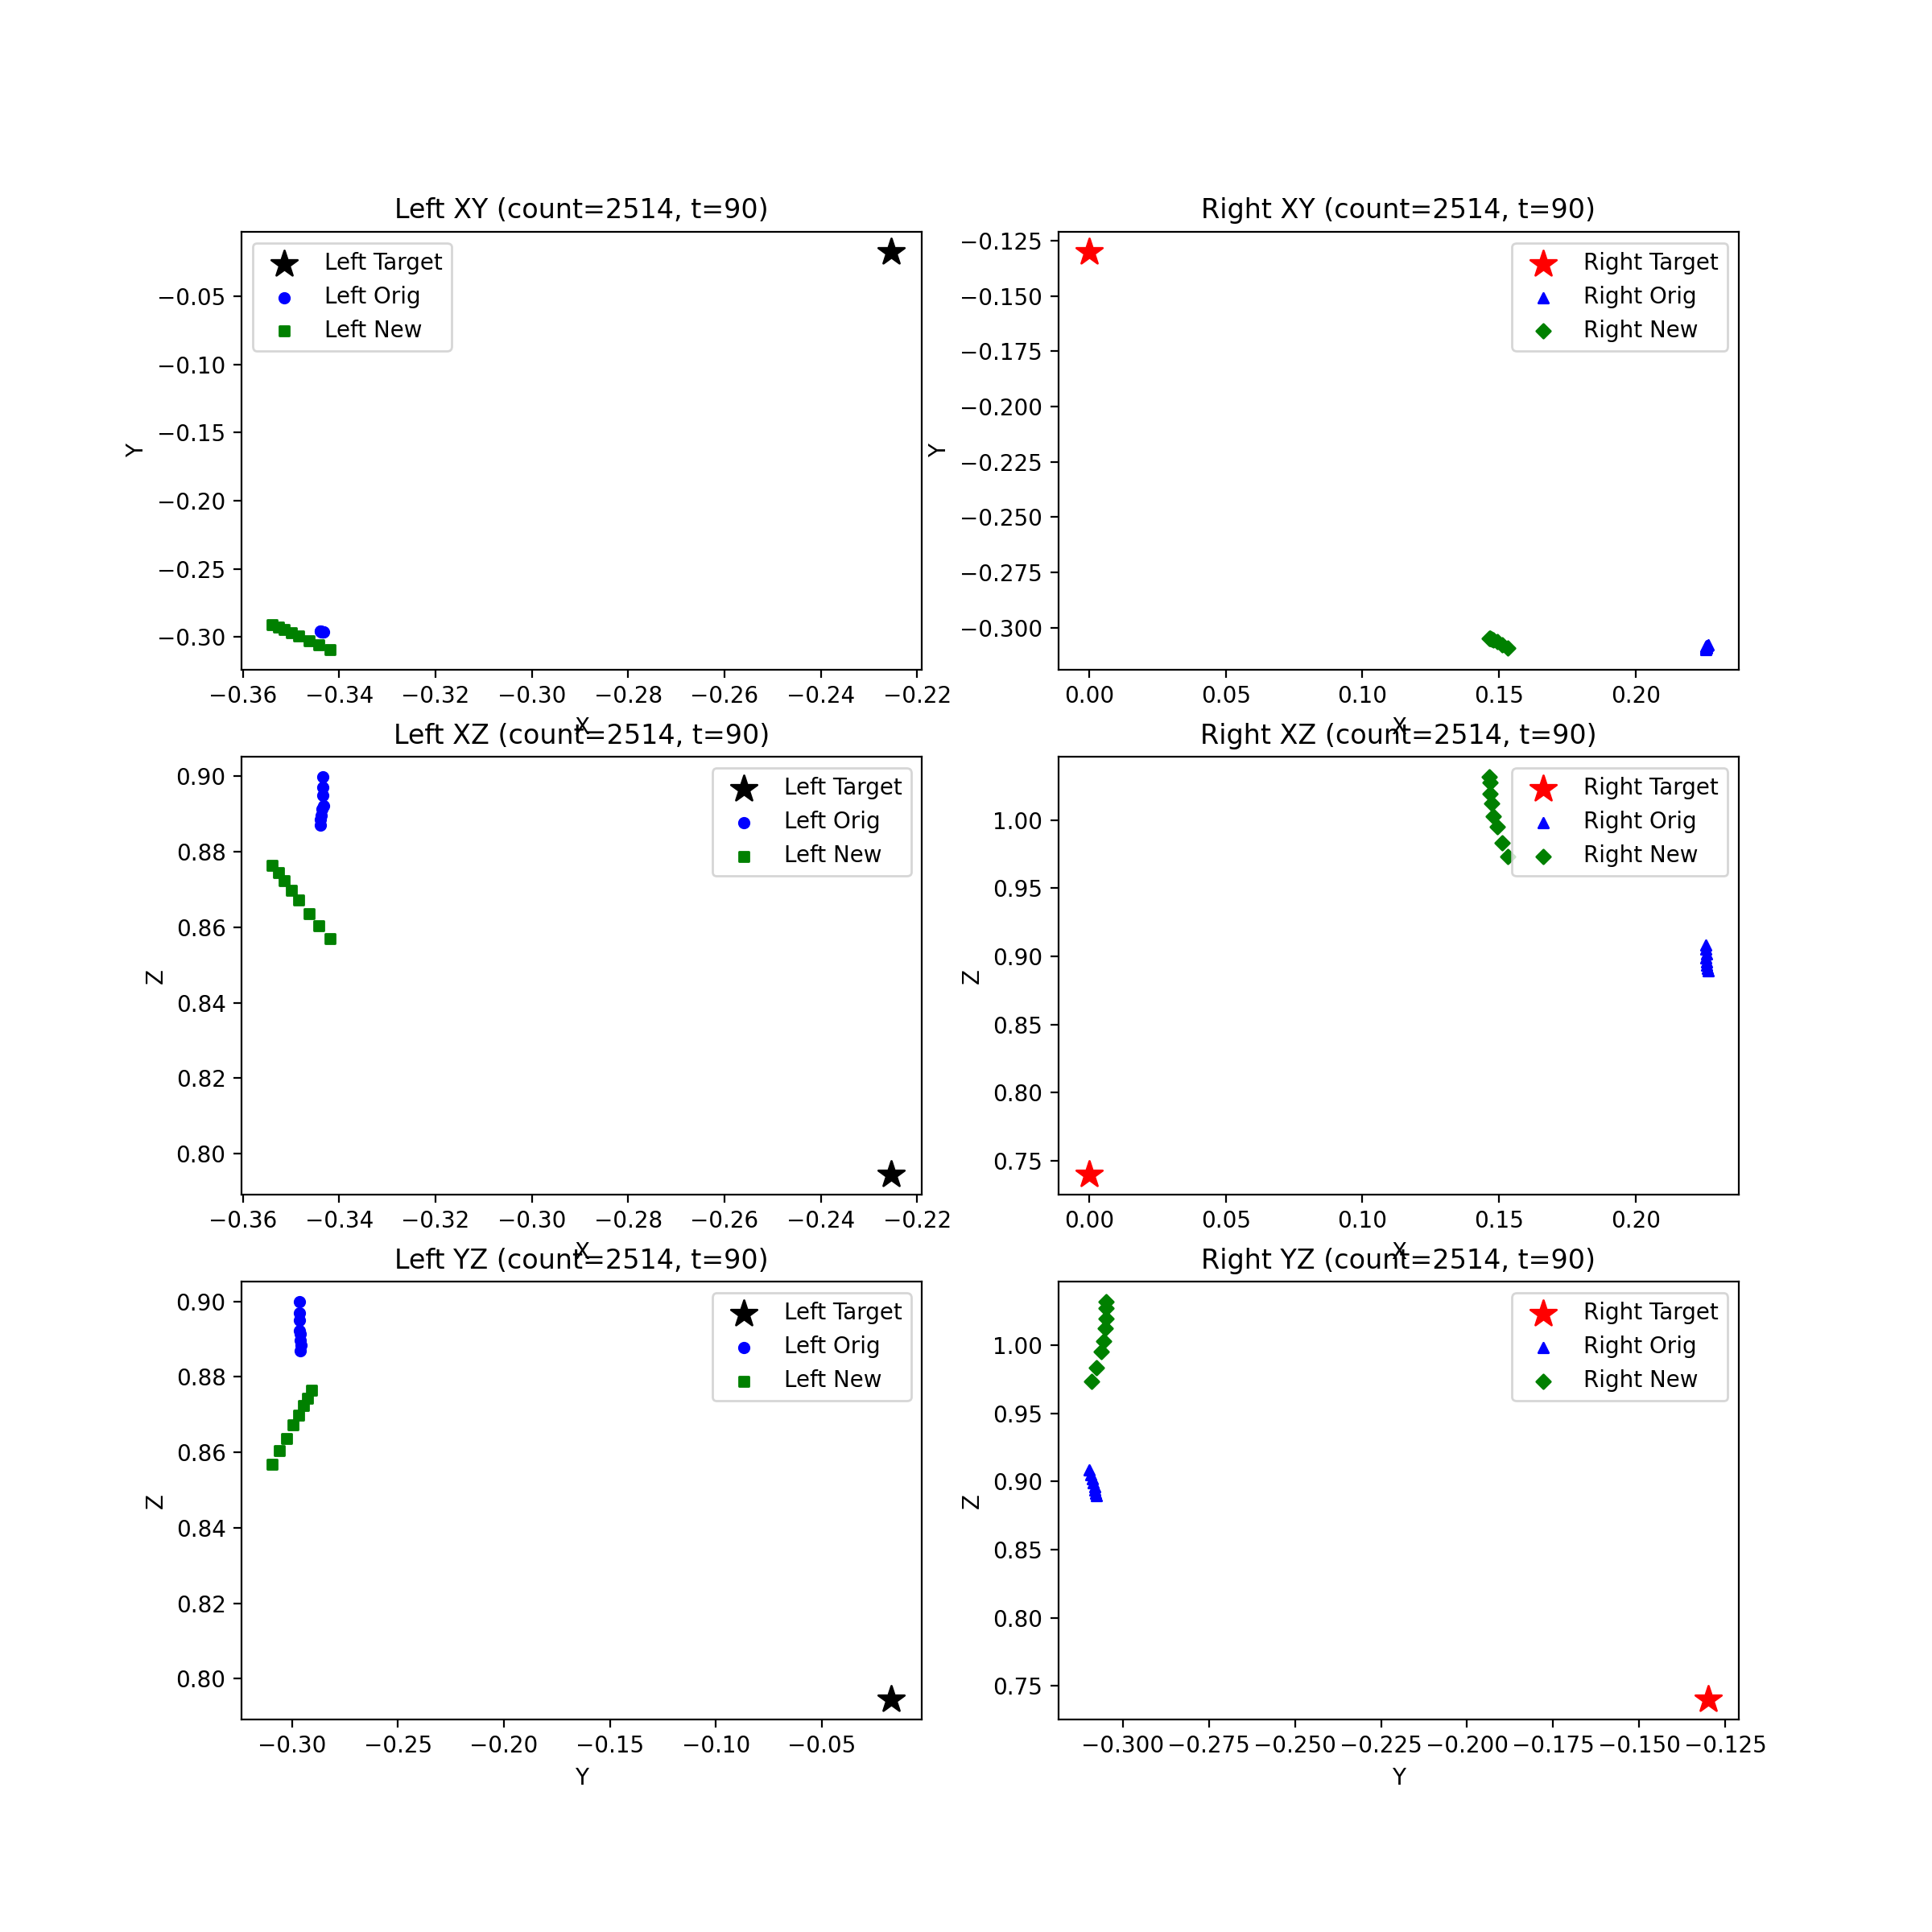 Left XY (count=2514, t=90)
Left Target
Left Orig
Left New
Y
−0.05
−0.10
−0.15
−0.20
−0.25
−0.30
−0.36 −0.34 −0.32 −0.30 −0.28 −0.26 −0.24 −0.22
X
Right XY (count=2514, t=90)
Right Target
Right Orig
Right New
Y
−0.125
−0.150
−0.175
−0.200
−0.225
−0.250
−0.275
−0.300
0.00 0.05 0.10 0.15 0.20
X
Left XZ (count=2514, t=90)
Left Target
Left Orig
Left New
Z
0.90
0.88
0.86
0.84
0.82
0.80
−0.36 −0.34 −0.32 −0.30 −0.28 −0.26 −0.24 −0.22
X
Right XZ (count=2514, t=90)
Right Target
Right Orig
Right New
Z
1.00
0.95
0.90
0.85
0.80
0.75
0.00 0.05 0.10 0.15 0.20
X
Left YZ (count=2514, t=90)
Left Target
Left Orig
Left New
Z
0.90
0.88
0.86
0.84
0.82
0.80
−0.30 −0.25 −0.20 −0.15 −0.10 −0.05
Y
Right YZ (count=2514, t=90)
Right Target
Right Orig
Right New
Z
1.00
0.95
0.90
0.85
0.80
0.75
−0.300 −0.275 −0.250 −0.225 −0.200 −0.175 −0.150 −0.125
Y